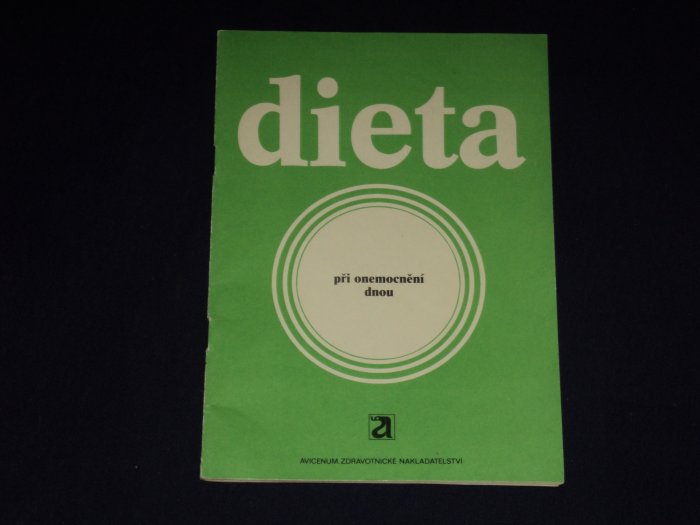 dieta
při onemocnění
dnou
AVICENUM, ZDRAVOTNICKÉ NAKLADATELSTVÍ